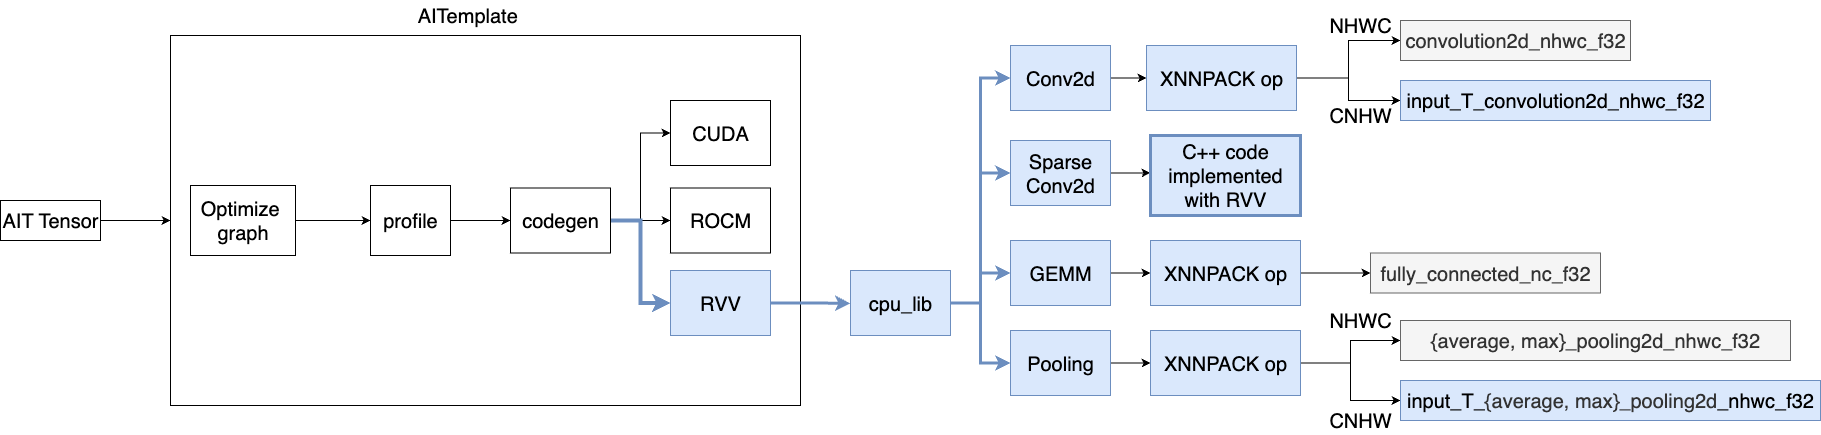 AITemplate
AIT Tensor
Optimize
graph
profile
codegen
CUDA
ROCM
RVV
cpu_lib
Conv2d
XNNPACK op
NHWC
convolution2d_nhwc_f32
input_T_convolution2d_nhwc_f32
CNHW
Sparse
Conv2d
C++ code
implemented
with RVV
GEMM
XNNPACK op
fully_connected_nc_f32
Pooling
XNNPACK op
NHWC
{average, max}_pooling2d_nhwc_f32
input_T_{average, max}_pooling2d_nhwc_f32
CNHW